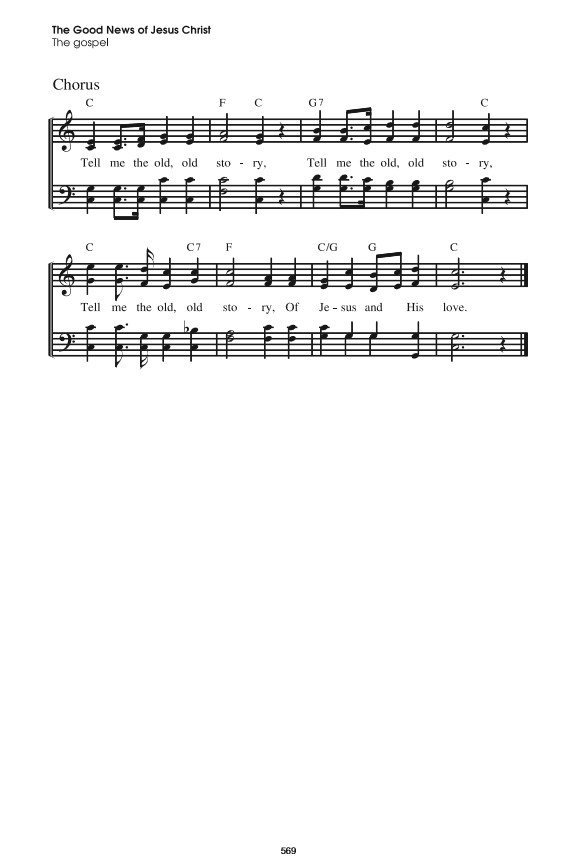 The Good News of Jesus Christ
The gospel
Chorus
C F C G7 C
Tell me the old, old sto - ry, Tell me the old, old sto - ry,
C C7 F C/G G C
Tell me the old, old sto - ry, Of Je - sus and His love.
569